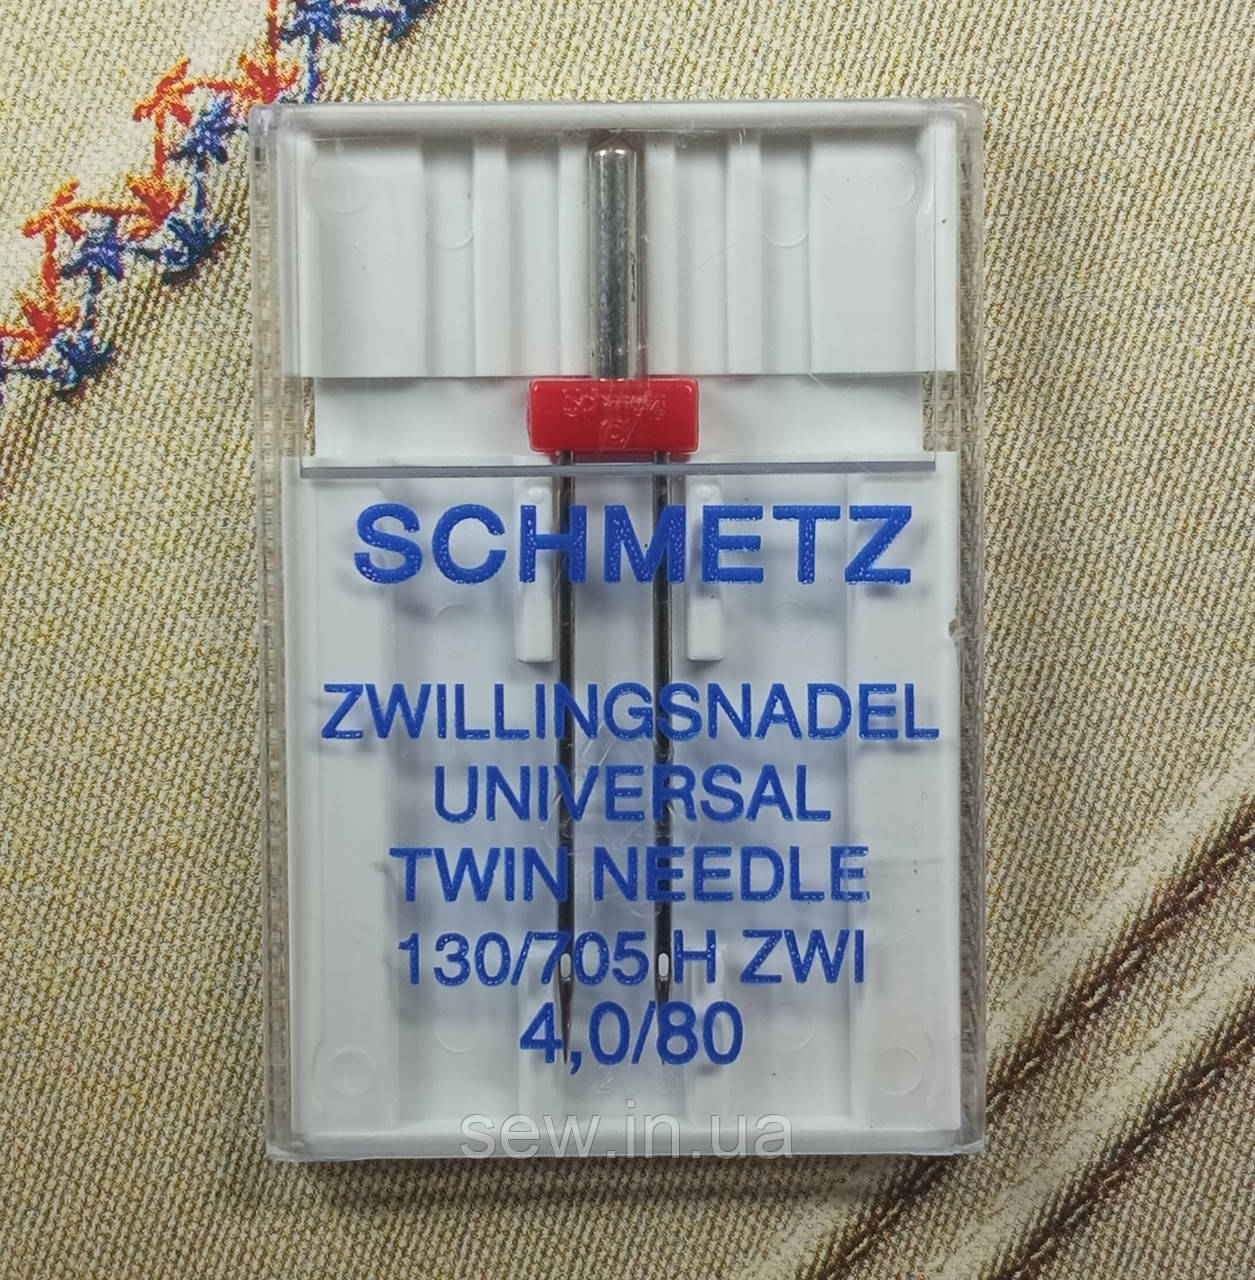 SCHMETZ
ZWILLINGSNADEL
UNIVERSAL
TWIN NEEDLE
130/705 H ZWI
4,0/80
sew.in.ua